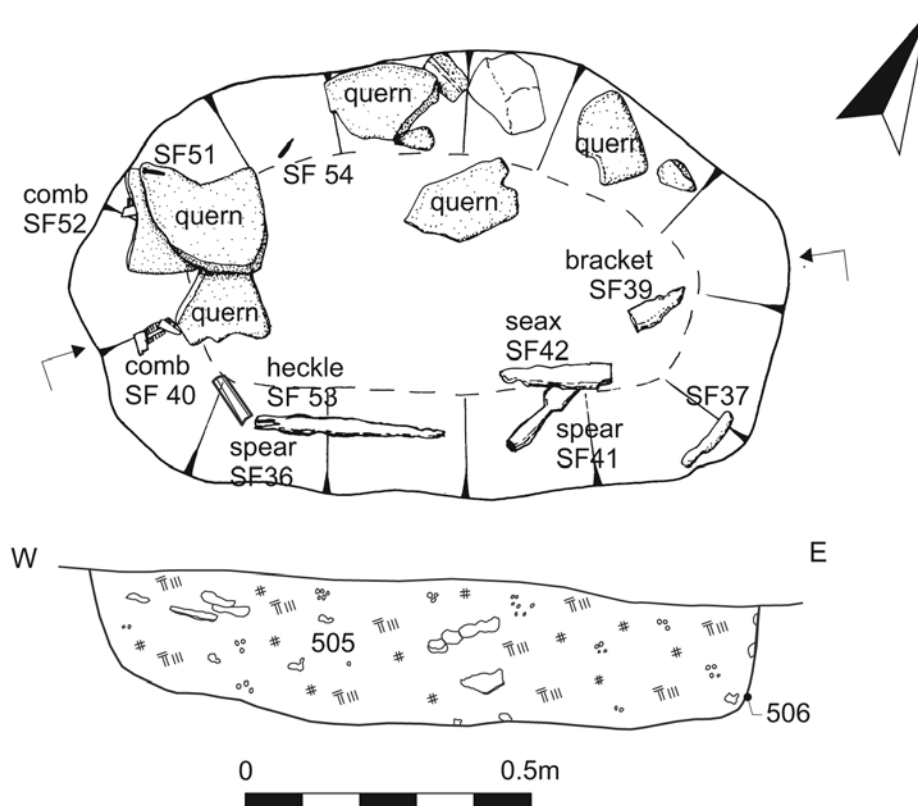 quern
SF51
SF 54
quern
comb
SF52
quern
quern
bracket
SF39
quern
seax
SF42
comb
SF 40
heckle
SF 53
SF37
spear
SF36
spear
SF41
W
E
505
506
0
0.5m